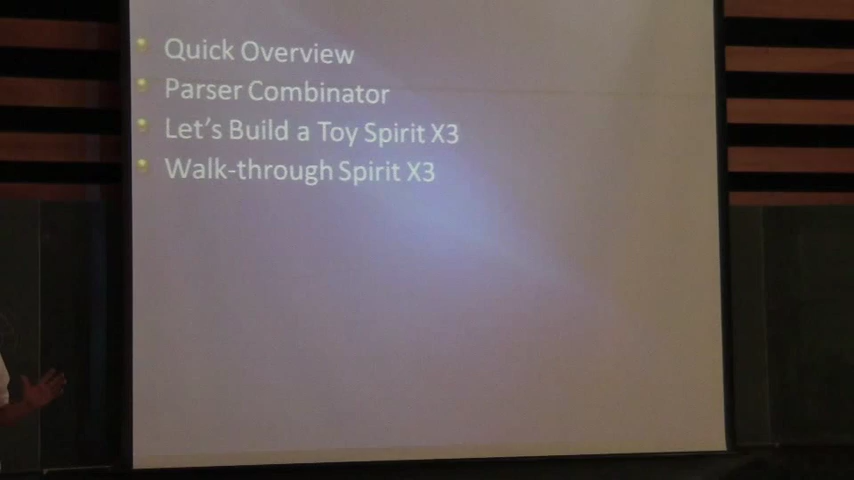 Quick Overview
Parser Combinator
Let's Build a Toy Spirit X3
Walk-through Spirit X3